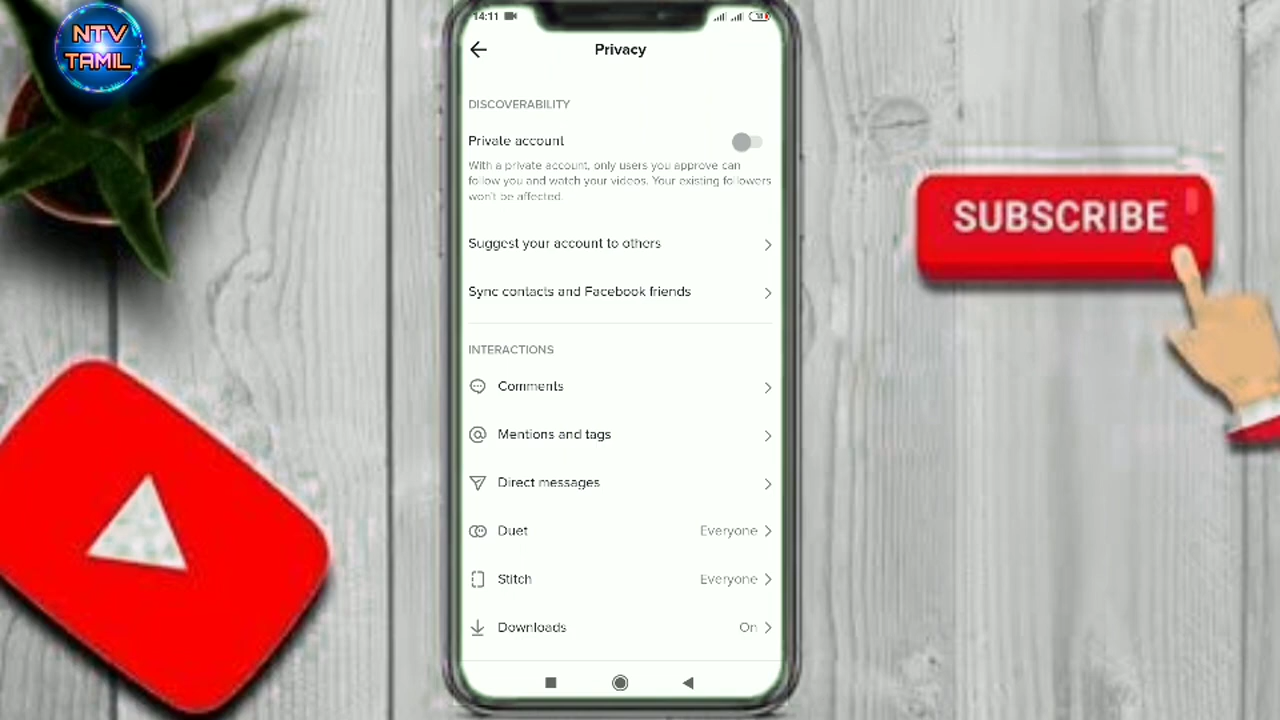 NTV
TAMIL
14:11
Privacy
DISCOVERABILITY
Private account
With a private account, only users you approve can
follow you and watch your videos. Your existing followers
won't be affected.
Suggest your account to others
Sync contacts and Facebook friends
INTERACTIONS
Comments
Mentions and tags
Direct messages
Duet Everyone
Stitch Everyone
Downloads On
SUBSCRIBE